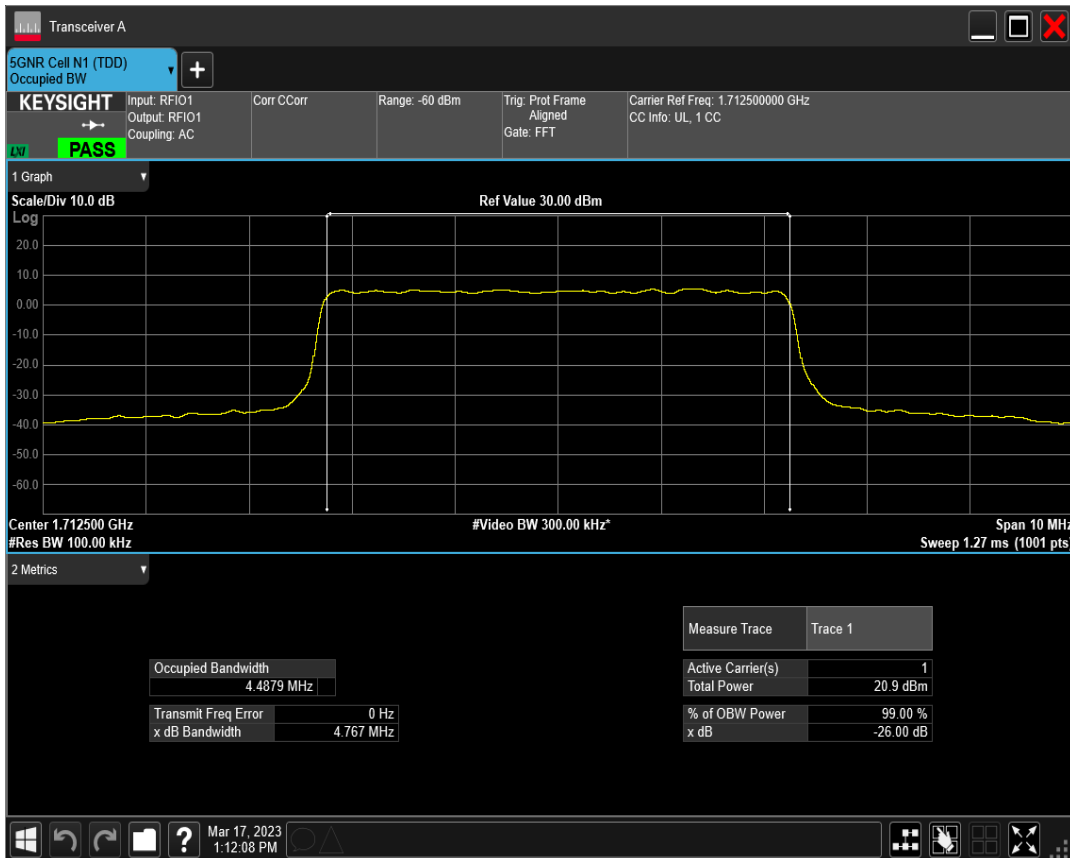 Transceiver A
5GNR Cell N1 (TDD)
Occupied BW
+
KEYSIGHT
LXI
PASS
Input: RFIO1
Output: RFIO1
Coupling: AC
Corr CCorr
Range: -60 dBm
Trig: Prot Frame
Aligned
Gate: FFT
Carrier Ref Freq: 1.712500000 GHz
CC Info: UL, 1 CC
1 Graph
Scale/Div 10.0 dB
Ref Value 30.00 dBm
Log
20.0
10.0
0.00
-10.0
-20.0
-30.0
-40.0
-50.0
-60.0
Center 1.712500 GHz
#Video BW 300.00 kHz*
Span 10 MHz
#Res BW 100.00 kHz
Sweep 1.27 ms (1001 pts)
2 Metrics
Measure Trace Trace 1
Occupied Bandwidth
4.4879 MHz
Active Carrier(s) 1
Total Power 20.9 dBm
Transmit Freq Error 0 Hz
x dB Bandwidth 4.767 MHz
% of OBW Power 99.00 %
x dB -26.00 dB
?
Mar 17, 2023
1:12:08 PM